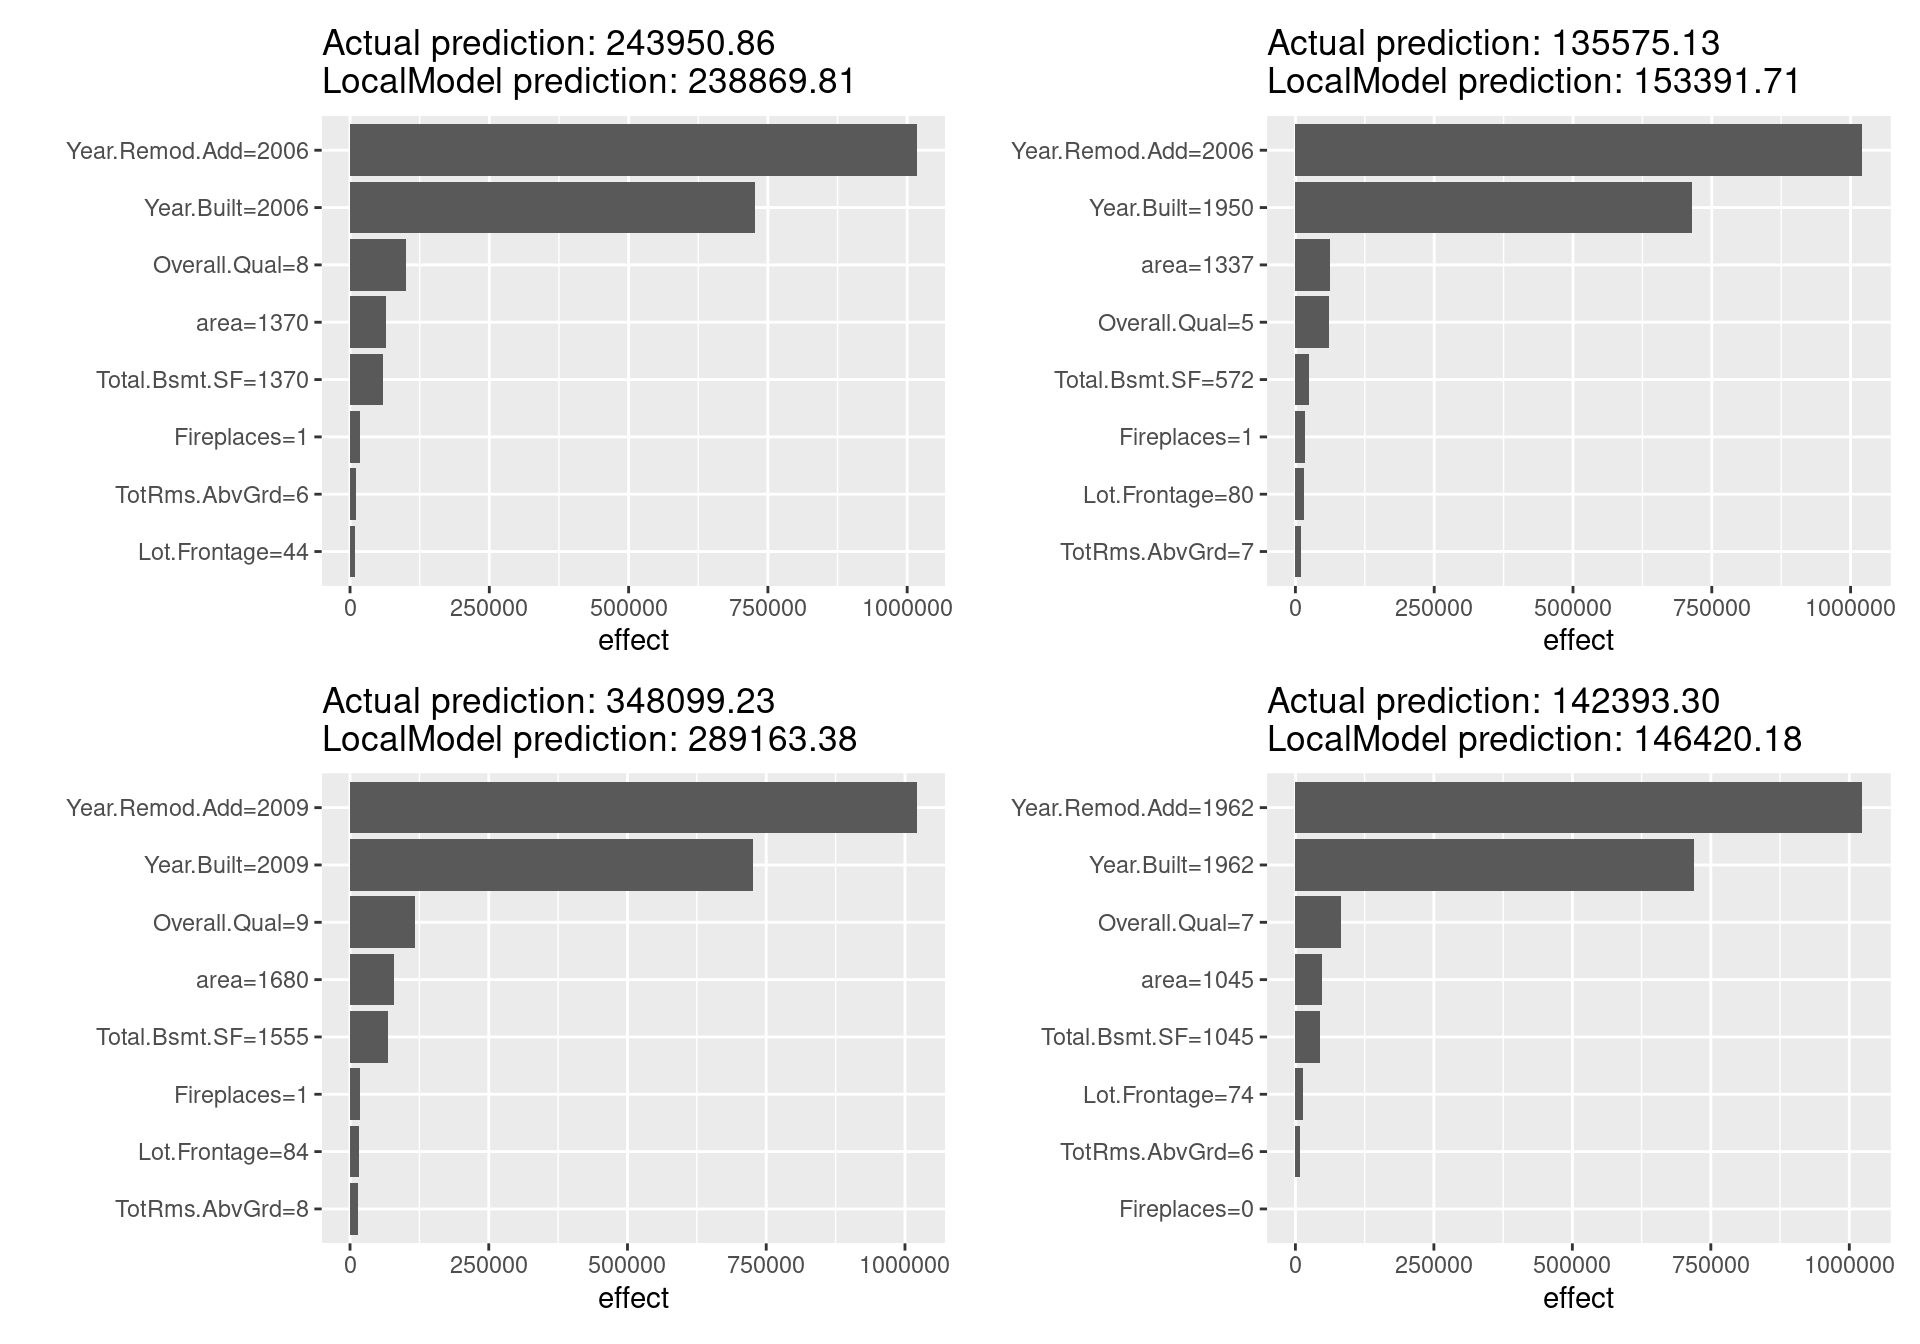 Actual prediction: 243950.86
LocalModel prediction: 238869.81
Year.Remod.Add=2006
Year.Built=2006
Overall.Qual=8
area=1370
Total.Bsmt.SF=1370
Fireplaces=1
TotRms.AbvGrd=6
Lot.Frontage=44
0 250000 500000 750000 1000000
effect
Actual prediction: 135575.13
LocalModel prediction: 153391.71
Year.Remod.Add=2006
Year.Built=1950
area=1337
Overall.Qual=5
Total.Bsmt.SF=572
Fireplaces=1
Lot.Frontage=80
TotRms.AbvGrd=7
0 250000 500000 750000 1000000
effect
Actual prediction: 348099.23
LocalModel prediction: 289163.38
Year.Remod.Add=2009
Year.Built=2009
Overall.Qual=9
area=1680
Total.Bsmt.SF=1555
Fireplaces=1
Lot.Frontage=84
TotRms.AbvGrd=8
0 250000 500000 750000 1000000
effect
Actual prediction: 142393.30
LocalModel prediction: 146420.18
Year.Remod.Add=1962
Year.Built=1962
Overall.Qual=7
area=1045
Total.Bsmt.SF=1045
Lot.Frontage=74
TotRms.AbvGrd=6
Fireplaces=0
0 250000 500000 750000 1000000
effect